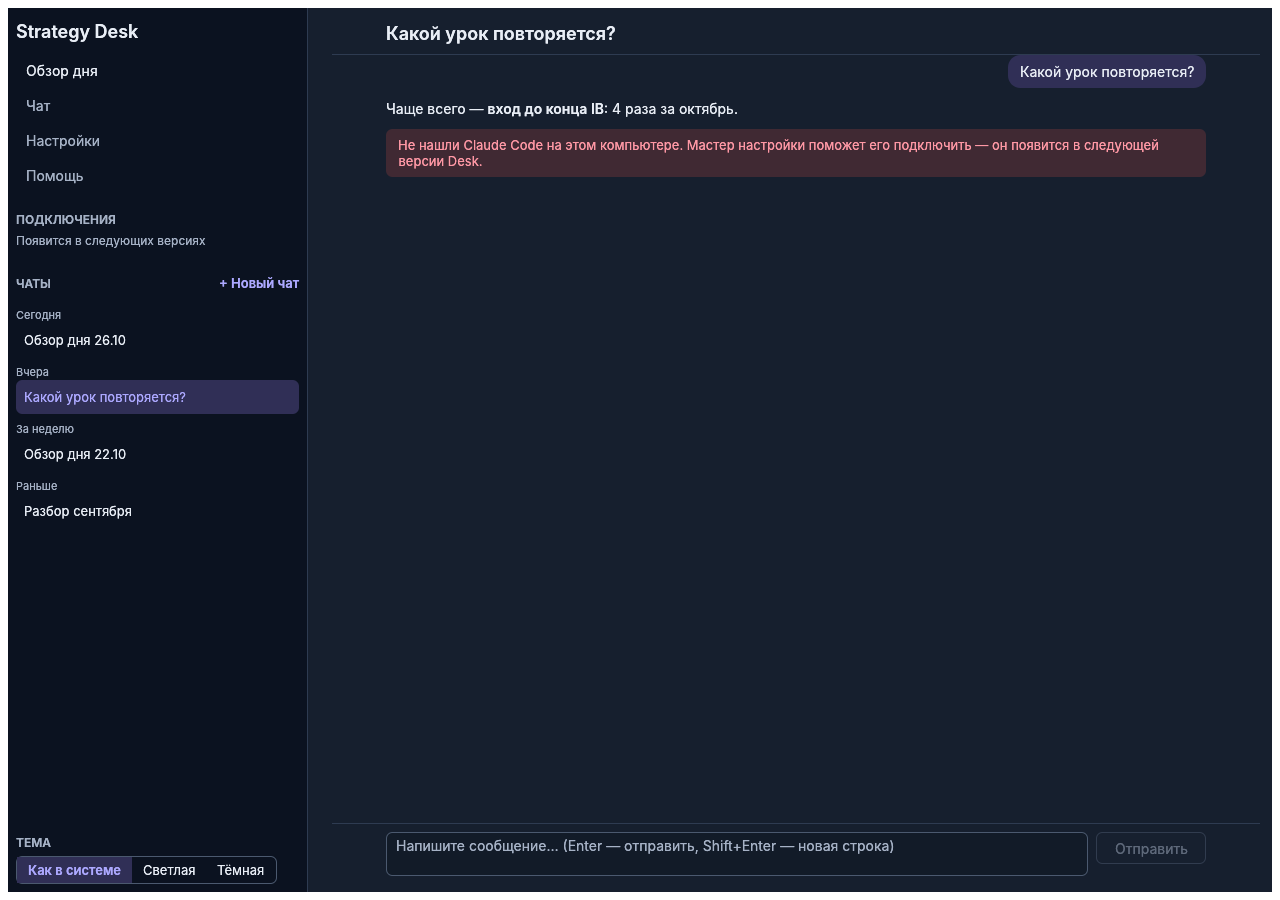 Strategy Desk
Обзор дня
Чат
Настройки
Помощь
ПОДКЛЮЧЕНИЯ
Появится в следующих версиях
ЧАТЫ
+ Новый чат
Сегодня
Обзор дня 26.10
Вчера
Какой урок повторяется?
За неделю
Обзор дня 22.10
Раньше
Разбор сентября
ТЕМА
Как в системе
Светлая
Тёмная
Какой урок повторяется?
Какой урок повторяется?
Чаще всего — вход до конца IB: 4 раза за октябрь.
Не нашли Claude Code на этом компьютере. Мастер настройки поможет его подключить — он появится в следующей
версии Desk.
Напишите сообщение... (Enter — отправить, Shift+Enter — новая строка)
Отправить